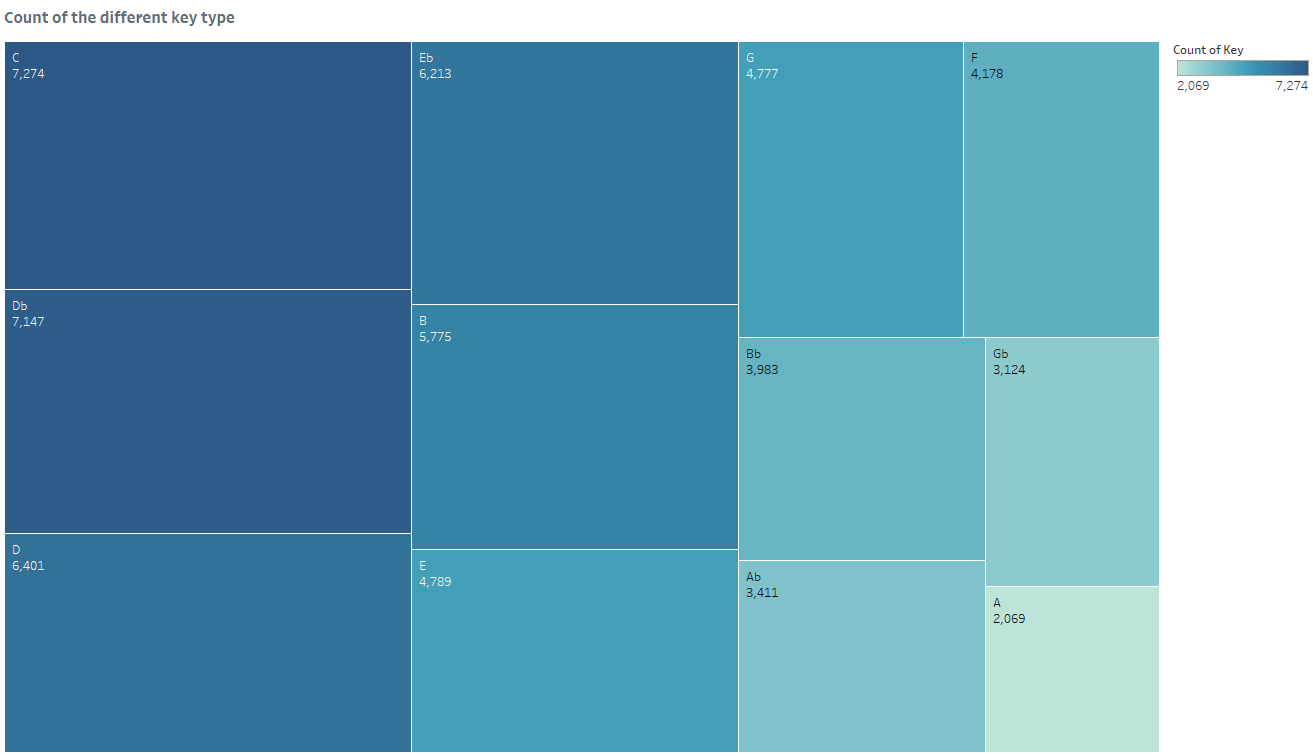 Count of the different key type
C
7,274
Db
7,147
D
6,401
Eb
6,213
B
5,775
E
4,789
G
4,777
F
4,178
Bb
3,983
Ab
3,411
Gb
3,124
A
2,069
Count of Key
2,069 7,274